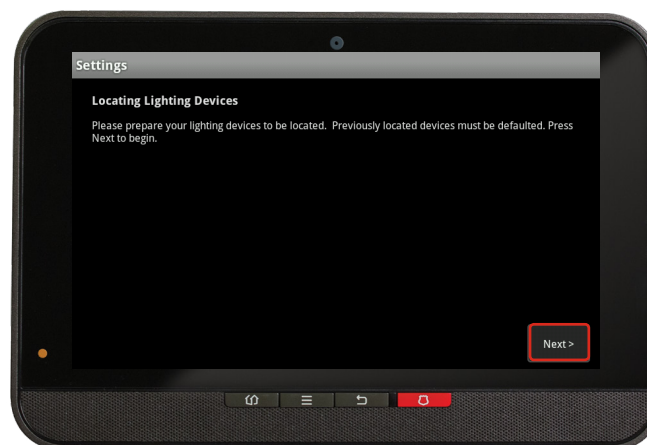 Settings
Locating Lighting Devices
Please prepare your lighting devices to be located.  Previously located devices must be defaulted. Press
Next to begin.
Next >